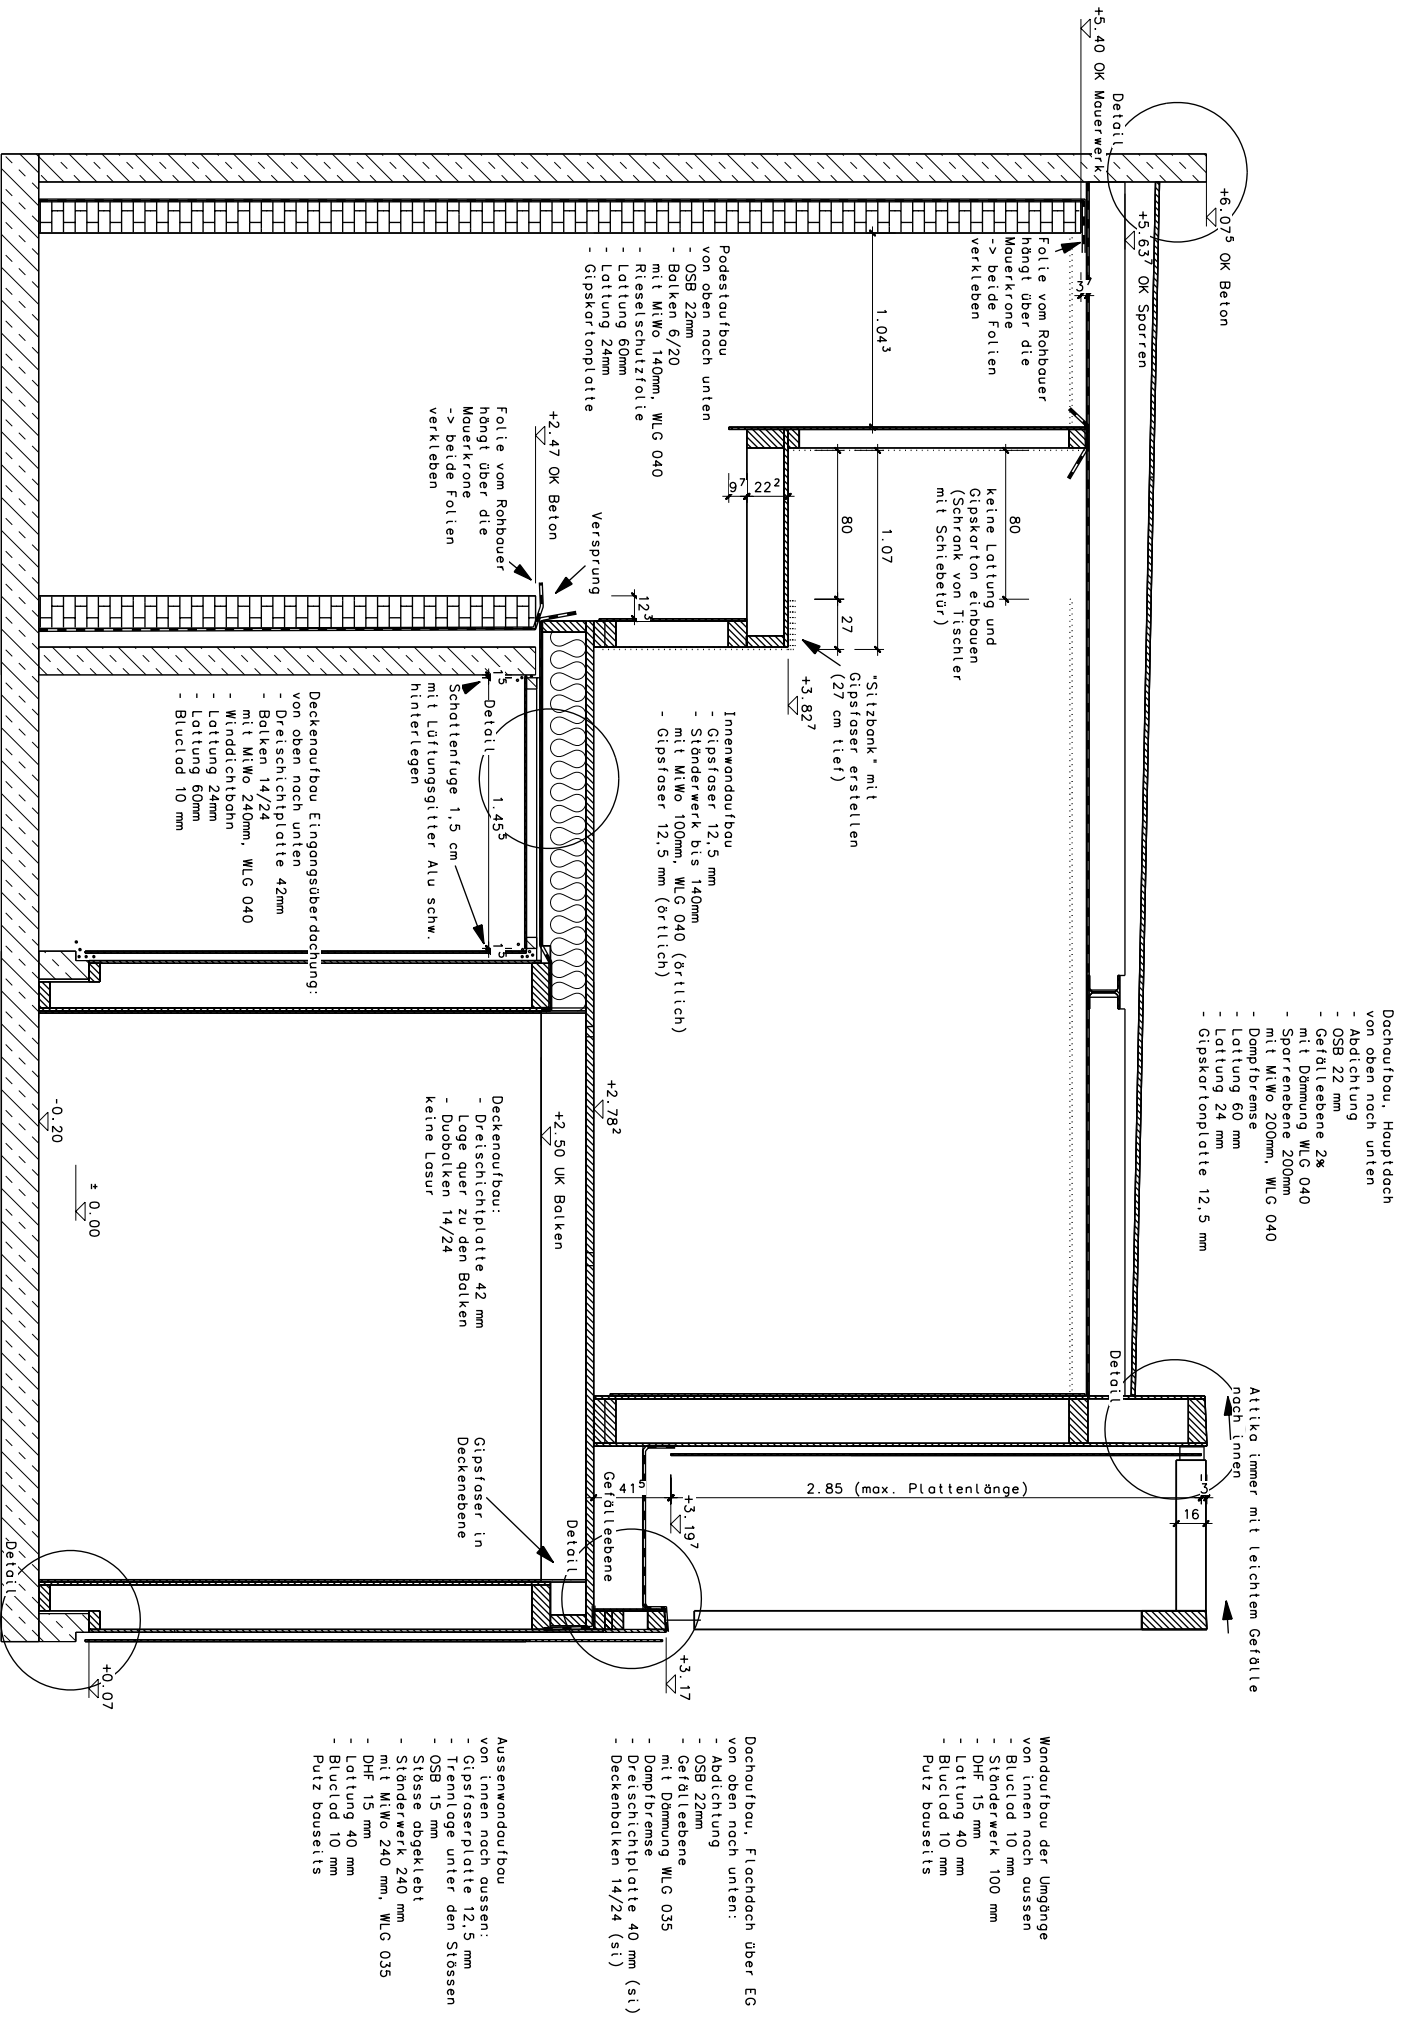 Dachaufbau, Hauptdach
von oben nach unten
- Abdichtung
- OSB 22 mm
- Gefälleebene 2%
mit Dämmung WLG 040
- Sparrenebene 200mm
mit MiWo 200mm, WLG 040
- Dampfbremse
- Lattung 60 mm
- Lattung 24 mm
- Gipskartonplatte 12,5 mm
Attika immer mit leichtem Gefälle
nach innen
+6.07⁵ OK Beton
+5.63⁷ OK Sparren
Detail
+5.40 OK Mauerwerk
Detail
Folie vom Rohbauer
hängt über die
Mauerkrone
-> beide Folien
verkleben
3⁷
1.04³
80
keine Lattung und
Gipskarton einbauen
(Schrank von Tischler
mit Schiebetür)
1.07
80
27
"Sitzbank" mit
Gipsfaser erstellen
(27 cm tief)
+3.82⁷
9⁷
22²
12³
3
16
2.85 (max. Plattenlänge)
Wandaufbau der Umgänge
von innen nach aussen
- Bluclad 10 mm
- Ständerwerk 100 mm
- DHF 15 mm
- Lattung 40 mm
- Bluclad 10 mm
Putz bauseits
Podestaufbau
von oben nach unten
- OSB 22mm
- Balken 6/20
mit MiWo 140mm, WLG 040
- Rieselschutzfolie
- Lattung 60mm
- Lattung 24mm
- Gipskartonplatte
Innenwandaufbau
- Gipsfaser 12,5 mm
- Ständerwerk bis 140mm
mit MiWo 100mm, WLG 040 (örtlich)
- Gipsfaser 12,5 mm (örtlich)
+3.19⁷
41⁵
Gefälleebene
+3.17
Detail
Dachaufbau, Flachdach über EG
von oben nach unten:
- Abdichtung
- OSB 22mm
- Gefälleebene
mit Dämmung WLG 035
- Dampfbremse
- Dreischichtplatte 40 mm (si)
- Deckenbalken 14/24 (si)
Versprung
+2.47 OK Beton
Folie vom Rohbauer
hängt über die
Mauerkrone
-> beide Folien
verkleben
+2.78²
+2.50 UK Balken
Detail
1⁵
1.45⁵
1⁵
Schattenfuge 1,5 cm
mit Lüftungsgitter Alu schw.
hinterlegen
Deckenaufbau:
- Dreischichtplatte 42 mm
Lage quer zu den Balken
- Duobalken 14/24
keine Lasur
Gipsfaser in
Deckenebene
Aussenwandaufbau
von innen nach aussen:
- Gipsfaserplatte 12,5 mm
- Trennlage unter den Stössen
- OSB 15 mm
Stösse abgeklebt
- Ständerwerk 240 mm
mit MiWo 240 mm, WLG 035
- DHF 15 mm
- Lattung 40 mm
- Bluclad 10 mm
Putz bauseits
Deckenaufbau Eingangsüberdachung:
von oben nach unten
- Dreischichtplatte 42mm
- Balken 14/24
mit MiWo 240mm, WLG 040
- Winddichtbahn
- Lattung 24mm
- Lattung 60mm
- Bluclad 10 mm
± 0.00
-0.20
+0.07
Detail